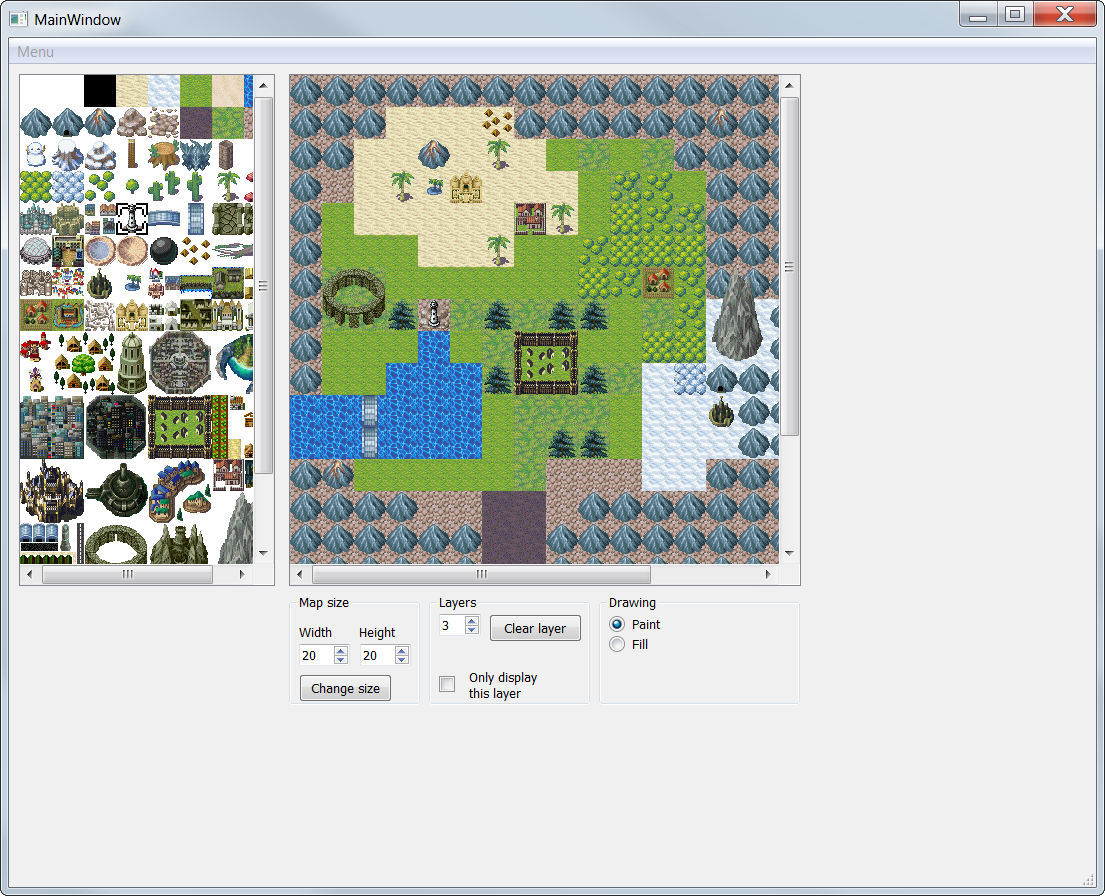 MainWindow
Menu
Map size
Width Height
20 20
Change size
Layers
3 Clear layer
Only display
this layer
Drawing
Paint
Fill